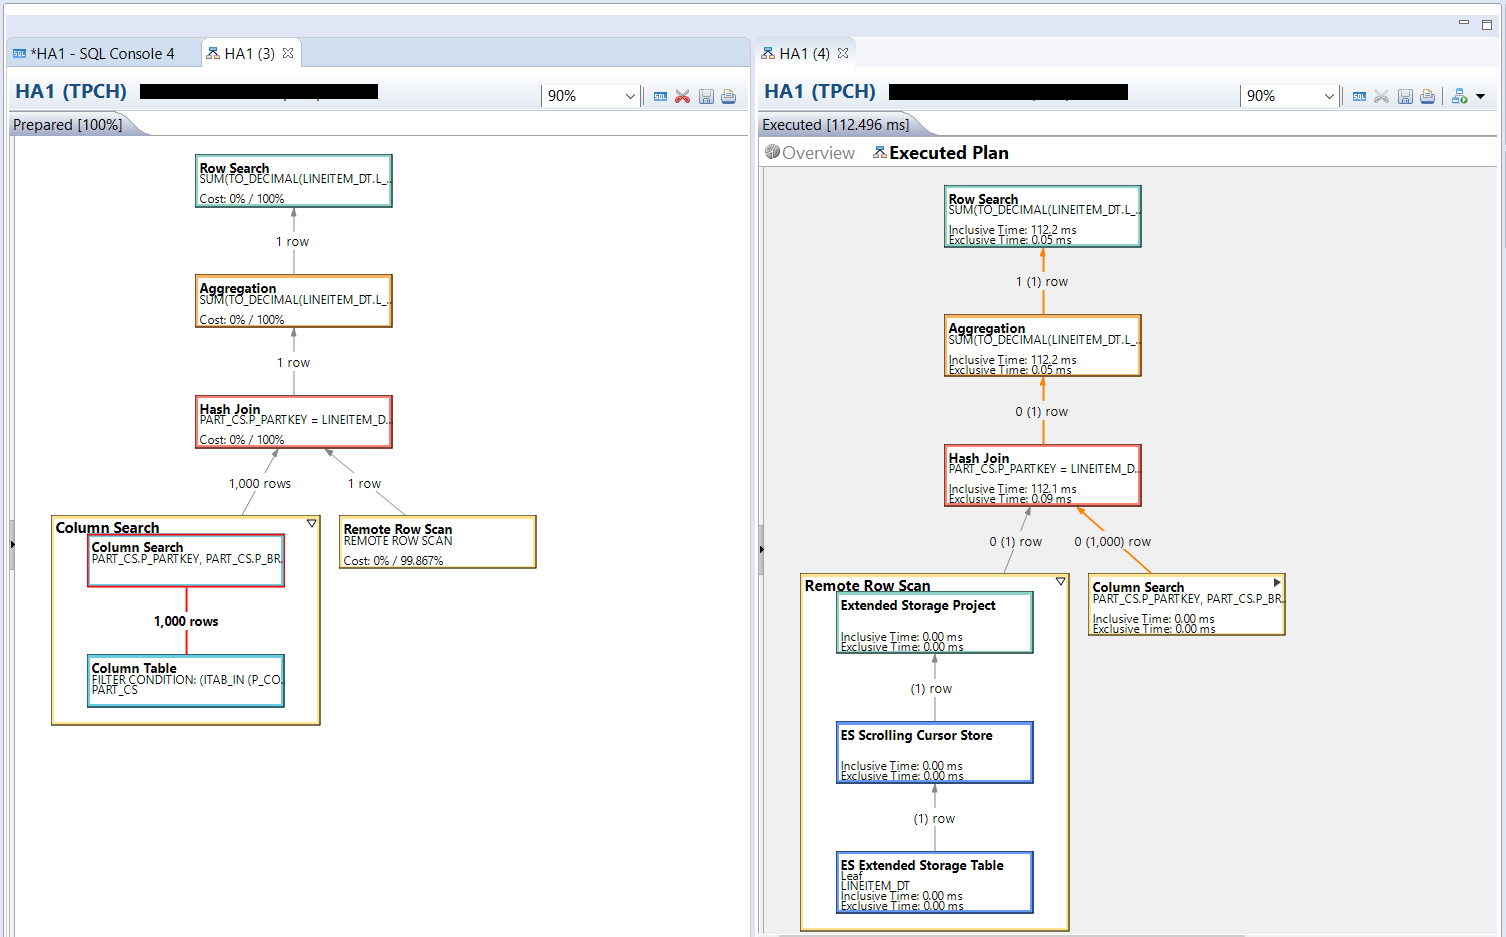 *HA1 - SQL Console 4
HA1 (3)
HA1 (TPCH)
90%
SQL
Prepared [100%]
Row Search
SUM(TO_DECIMAL(LINEITEM_DT.L_...
Cost: 0% / 100%
1 row
Aggregation
SUM(TO_DECIMAL(LINEITEM_DT.L_...
Cost: 0% / 100%
1 row
Hash Join
PART_CS.P_PARTKEY = LINEITEM_D...
Cost: 0% / 100%
1,000 rows
1 row
Column Search
Column Search
PART_CS.P_PARTKEY, PART_CS.P_BR...
1,000 rows
Column Table
FILTER CONDITION: (ITAB_IN (P_CO...
PART_CS
Remote Row Scan
REMOTE ROW SCAN
Cost: 0% / 99.867%
HA1 (4)
HA1 (TPCH)
90%
SQL
Executed [112.496 ms]
Overview
Executed Plan
Row Search
SUM(TO_DECIMAL(LINEITEM_DT.L_...
Inclusive Time: 112.2 ms
Exclusive Time: 0.05 ms
1 (1) row
Aggregation
SUM(TO_DECIMAL(LINEITEM_DT.L_...
Inclusive Time: 112.2 ms
Exclusive Time: 0.05 ms
0 (1) row
Hash Join
PART_CS.P_PARTKEY = LINEITEM_D...
Inclusive Time: 112.1 ms
Exclusive Time: 0.09 ms
0 (1) row
0 (1,000) row
Remote Row Scan
Extended Storage Project
Inclusive Time: 0.00 ms
Exclusive Time: 0.00 ms
(1) row
ES Scrolling Cursor Store
Inclusive Time: 0.00 ms
Exclusive Time: 0.00 ms
(1) row
ES Extended Storage Table
Leaf
LINEITEM_DT
Inclusive Time: 0.00 ms
Exclusive Time: 0.00 ms
Column Search
PART_CS.P_PARTKEY, PART_CS.P_BR...
Inclusive Time: 0.00 ms
Exclusive Time: 0.00 ms